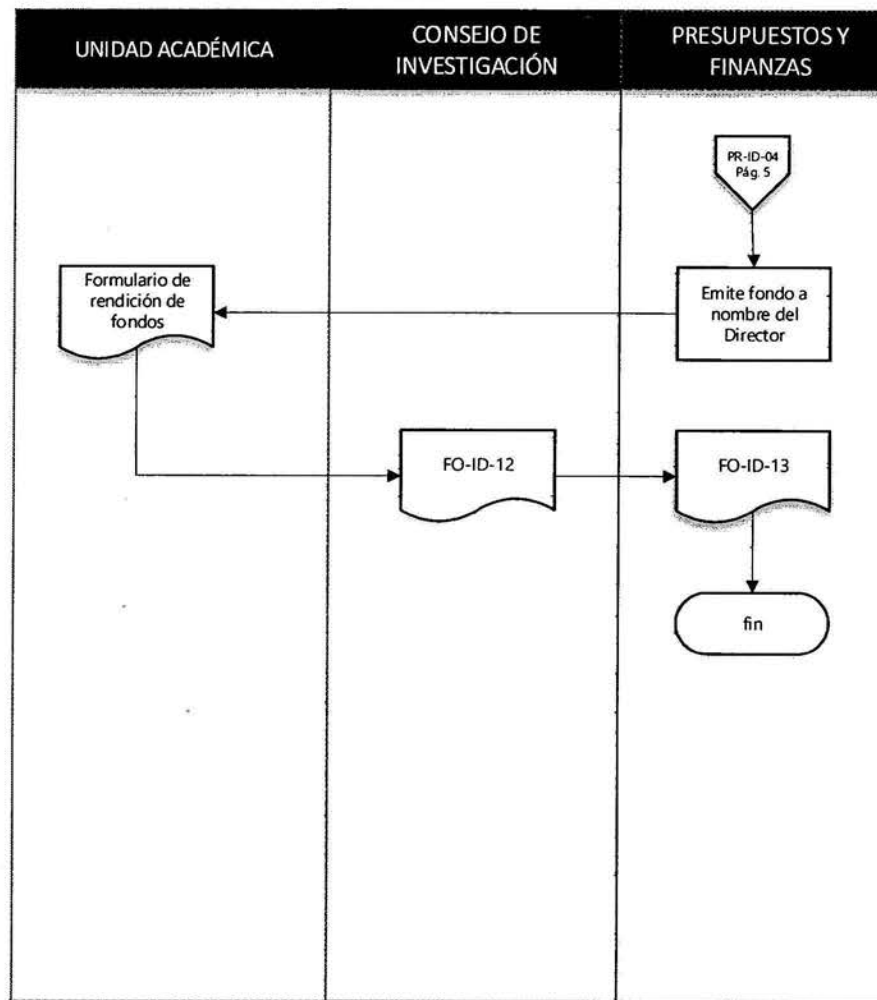 UNIDAD ACADÉMICA
CONSEJO DE
INVESTIGACIÓN
PRESUPUESTOS Y
FINANZAS
PR-ID-04
Pág. 5
Formulario de
rendición de
fondos
Emite fondo a
nombre del
Director
FO-ID-12
FO-ID-13
fin